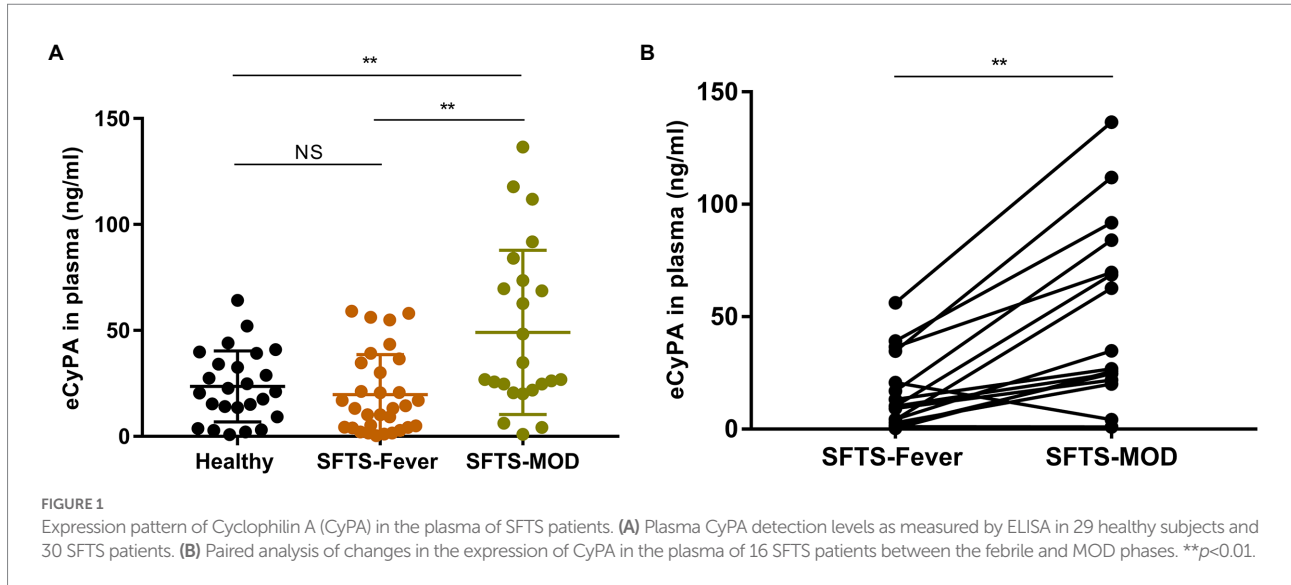 A
B
**
**
**
NS
eCyPA in plasma (ng/ml)
150
100
50
0
Healthy
SFTS-Fever
SFTS-MOD
eCyPA in plasma (ng/ml)
150
100
50
0
SFTS-Fever
SFTS-MOD
FIGURE 1
Expression pattern of Cyclophilin A (CyPA) in the plasma of SFTS patients. (A) Plasma CyPA detection levels as measured by ELISA in 29 healthy subjects and
30 SFTS patients. (B) Paired analysis of changes in the expression of CyPA in the plasma of 16 SFTS patients between the febrile and MOD phases. **p<0.01.